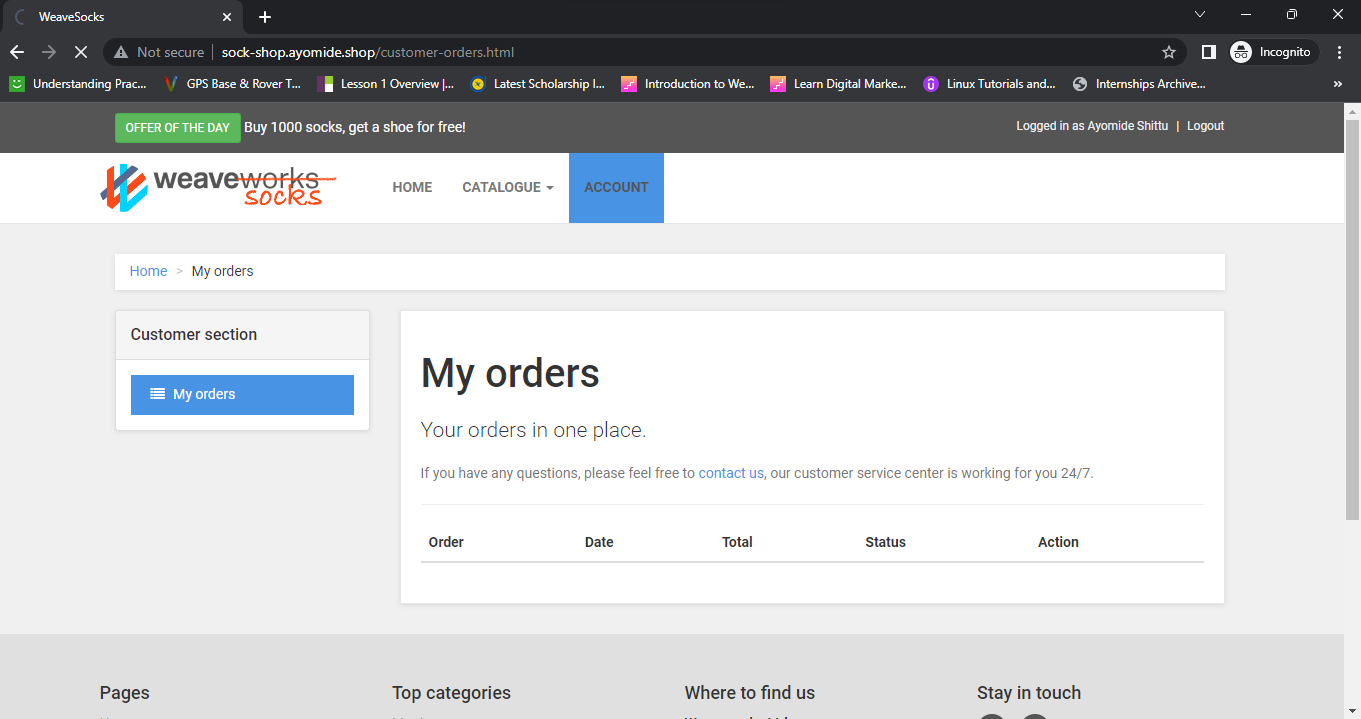 WeaveSocks
Not secure | sock-shop.ayomide.shop/customer-orders.html
Incognito
Understanding Prac...
GPS Base & Rover T...
Lesson 1 Overview |...
Latest Scholarship I...
Introduction to We...
Learn Digital Marke...
Linux Tutorials and...
Internships Archive...
»
OFFER OF THE DAY Buy 1000 socks, get a shoe for free!
Logged in as Ayomide Shittu | Logout
weaveworks
socks
HOME
CATALOGUE
ACCOUNT
Home > My orders
Customer section
My orders
My orders
Your orders in one place.
If you have any questions, please feel free to contact us, our customer service center is working for you 24/7.
Order Date Total Status Action
Pages
Top categories
Where to find us
Stay in touch